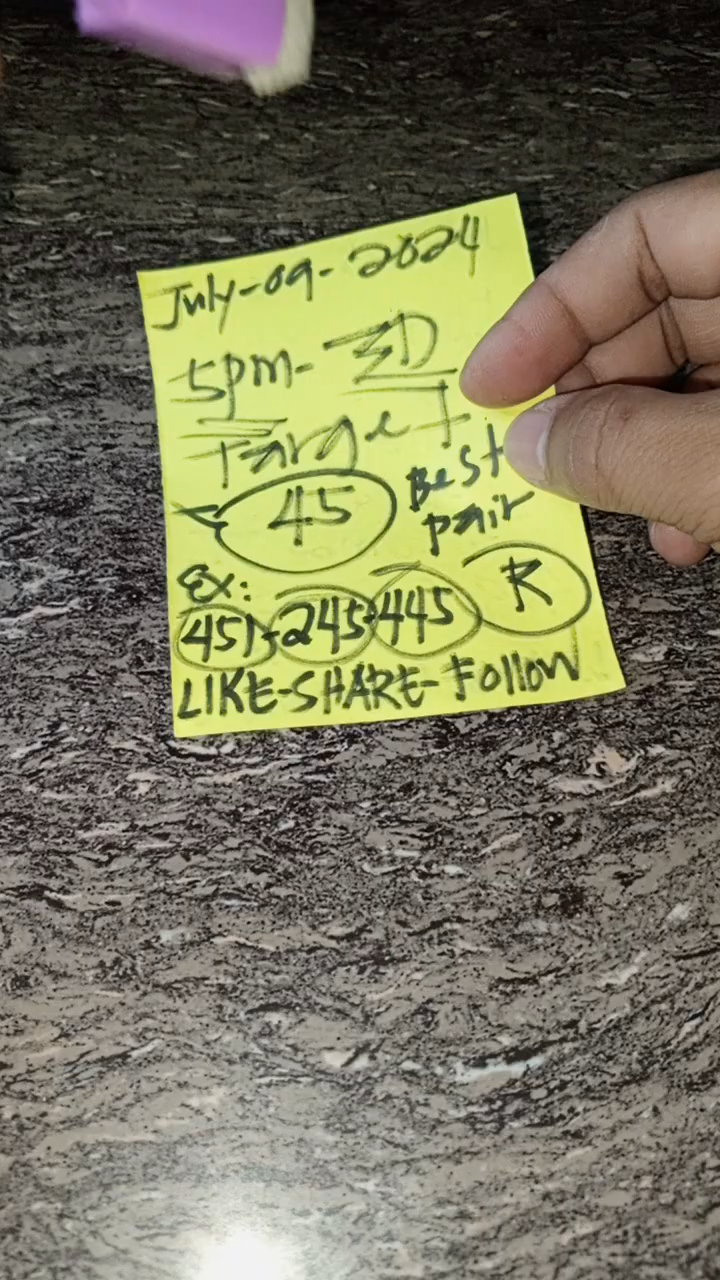 July-09-2024
5pm-3D
Target
45 Best pair
Ex:
451-245-445 R
LIKE-SHARE-Follow